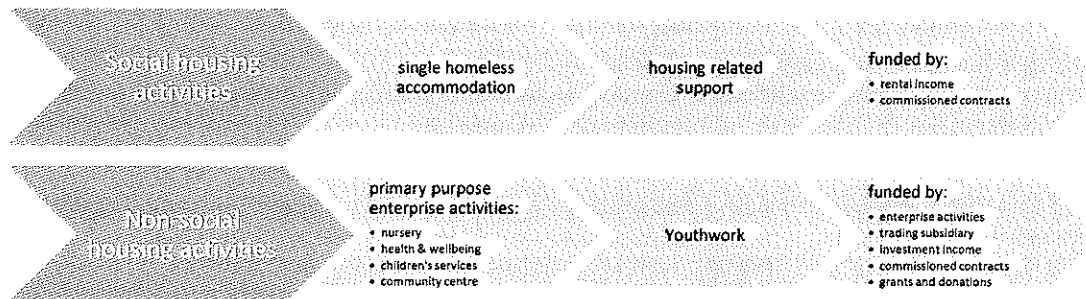 Social housing
activities
single homeless
accommodation
housing related
support
funded by:
• rental income
• commissioned contracts
Non-social
housing activities
primary purpose
enterprise activities:
• nursery
• health & wellbeing
• children's services
• community centre
Youthwork
funded by:
• enterprise activities
• trading subsidiary
• investment income
• commissioned contracts
• grants and donations